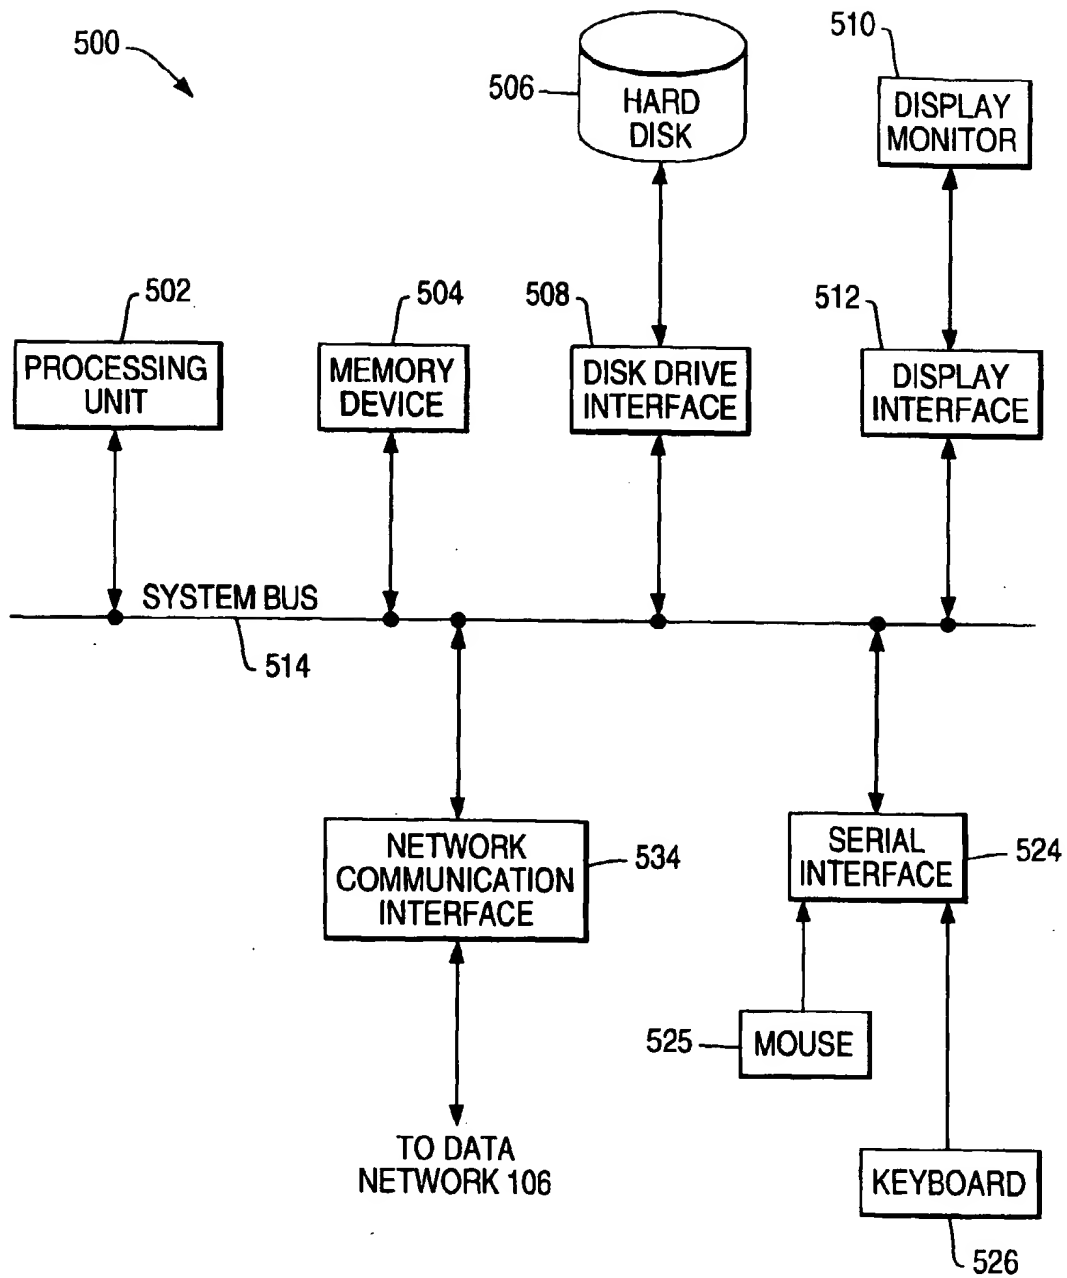 500
506
HARD
DISK
510
DISPLAY
MONITOR
502
PROCESSING
UNIT
504
MEMORY
DEVICE
508
DISK DRIVE
INTERFACE
512
DISPLAY
INTERFACE
SYSTEM BUS
514
NETWORK
COMMUNICATION
INTERFACE
534
SERIAL
INTERFACE
524
525
MOUSE
TO DATA
NETWORK 106
KEYBOARD
526